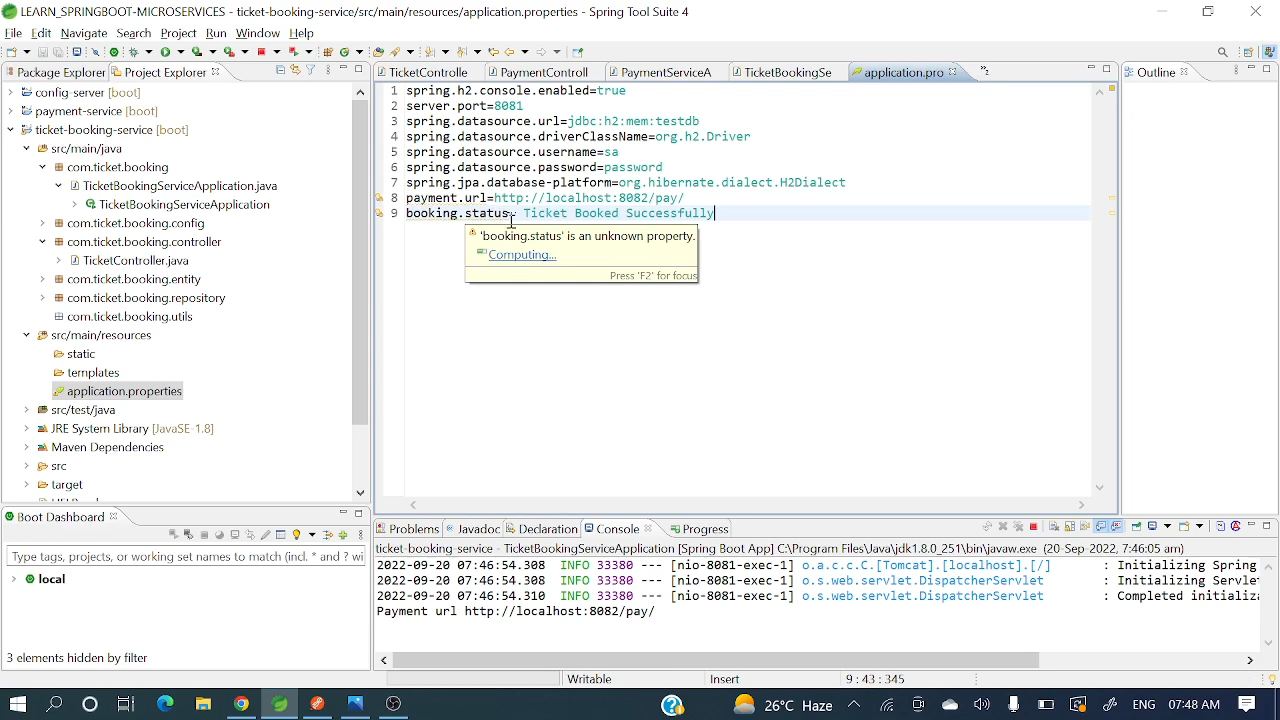 LEARN_SPRINGBOOT-MICROSERVICES - ticket-booking-service/src/main/resources/application.properties - Spring Tool Suite 4
File Edit Navigate Search Project Run Window Help
Package Explorer Project Explorer
config-server [boot]
payment-service [boot]
ticket-booking-service [boot]
src/main/java
com.ticket.booking
TicketBookingServiceApplication.java
TicketBookingServiceApplication
com.ticket.booking.config
com.ticket.booking.controller
TicketController.java
com.ticket.booking.entity
com.ticket.booking.repository
com.ticket.booking.utils
src/main/resources
static
templates
application.properties
src/test/java
JRE System Library [JavaSE-1.8]
Maven Dependencies
src
target
TicketControlle PaymentControll PaymentServiceA TicketBookingSe application.pro
1 spring.h2.console.enabled=true
2 server.port=8081
3 spring.datasource.url=jdbc:h2:mem:testdb
4 spring.datasource.driverClassName=org.h2.Driver
5 spring.datasource.username=sa
6 spring.datasource.password=password
7 spring.jpa.database-platform=org.hibernate.dialect.H2Dialect
8 payment.url=http://localhost:8082/pay/
9 booking.status- Ticket Booked Successfully
'booking.status' is an unknown property.
Computing...
Press 'F2' for focus
Outline
Boot Dashboard
Type tags, projects, or working set names to match (incl. * and ? wi
local
3 elements hidden by filter
Problems Javadoc Declaration Console Progress
ticket-booking service - TicketBookingServiceApplication [Spring Boot App] C:\Program Files\Java\jdk1.8.0_251\bin\javaw.exe (20-Sep-2022, 7:46:05 am)
2022-09-20 07:46:54.308 INFO 33380 --- [nio-8081-exec-1] o.a.c.c.C.[Tomcat].[localhost].[/] : Initializing Spring
2022-09-20 07:46:54.308 INFO 33380 --- [nio-8081-exec-1] o.s.web.servlet.DispatcherServlet : Initializing Servle
2022-09-20 07:46:54.310 INFO 33380 --- [nio-8081-exec-1] o.s.web.servlet.DispatcherServlet : Completed initializa
Payment url http://localhost:8082/pay/
Writable Insert 9 : 43 : 345
26°C Haze ENG 07:48 AM